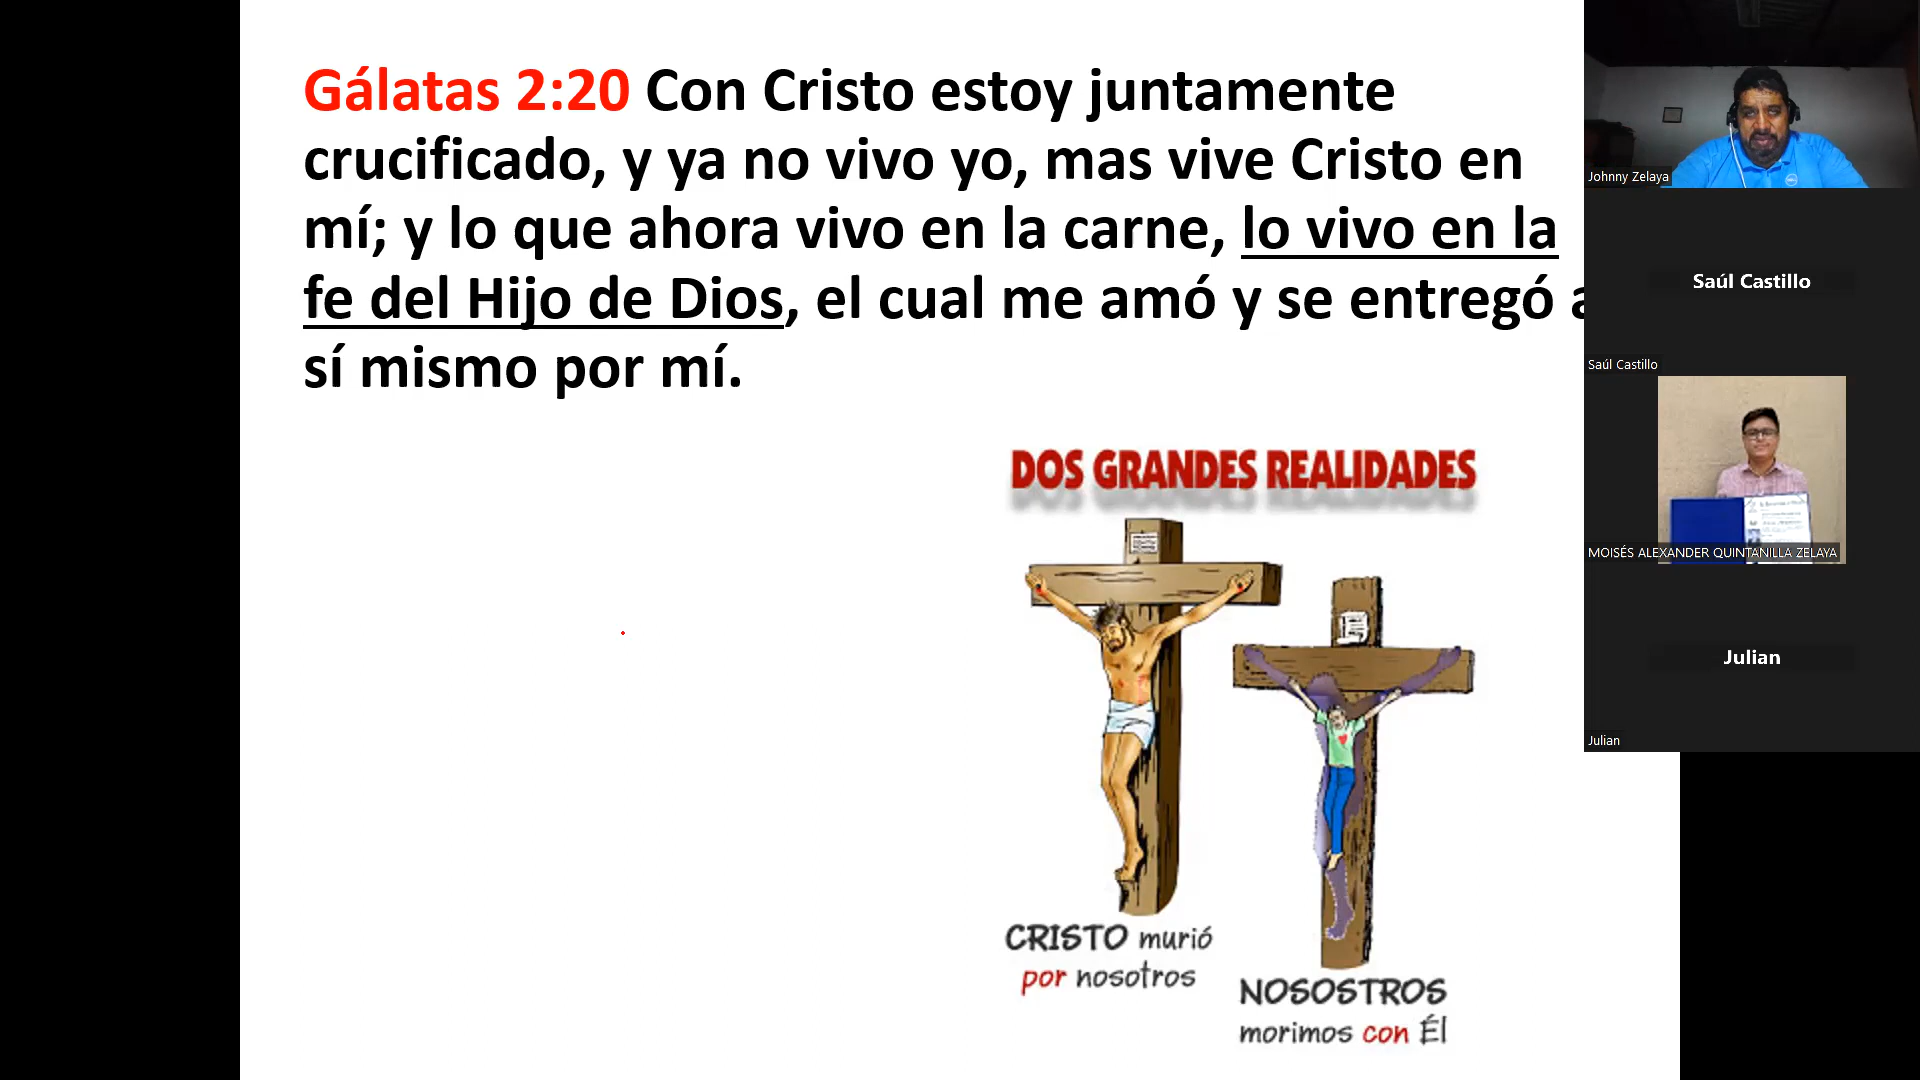 Gálatas 2:20 Con Cristo estoy juntamente
crucificado, y ya no vivo yo, mas vive Cristo en
mí; y lo que ahora vivo en la carne, lo vivo en la
fe del Hijo de Dios, el cual me amó y se entregó a
sí mismo por mí.
DOS GRANDES REALIDADES
CRISTO murió
por nosotros
NOSOSTROS
morimos con Él
Johnny Zelaya
Saúl Castillo
Saúl Castillo
MOISÉS ALEXANDER QUINTANILLA ZELAYA
Julian
Julian